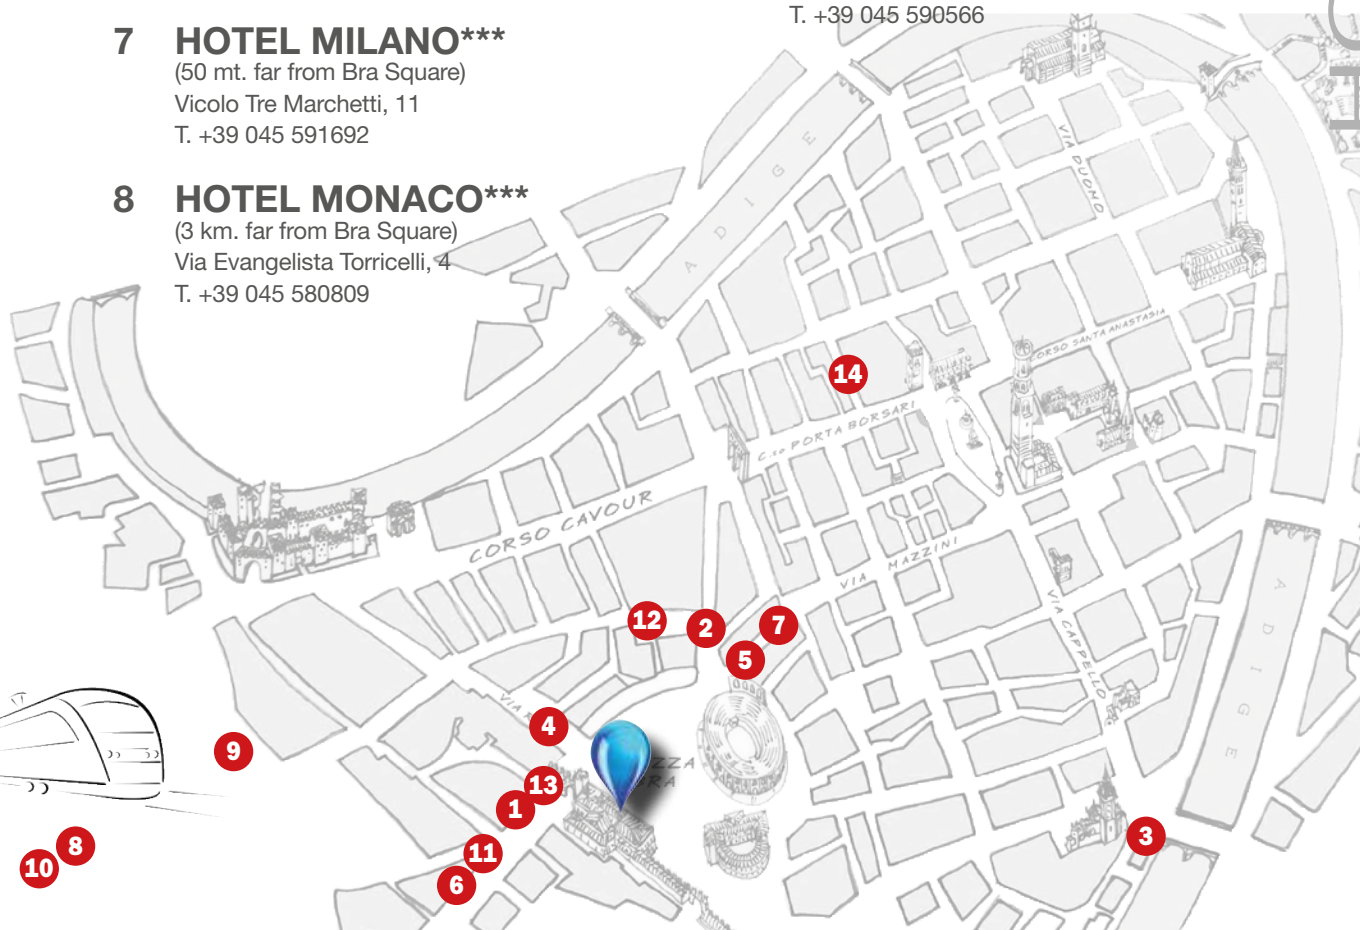 T. +39 045 590566
7 HOTEL MILANO***
(50 mt. far from Bra Square)
Vicolo Tre Marchetti, 11
T. +39 045 591692
8 HOTEL MONACO***
(3 km. far from Bra Square)
Via Evangelista Torricelli, 4
T. +39 045 580809
HO
ADIGE
VIA DUOMO
CORSO SANTA ANASTASIA
14
C.so PORTA BORSARI
CORSO CAVOUR
VIA MAZZINI
ADIGE
VIA CAPPELLO
12
2
7
5
VIA
4
9
13
1
11
6
8
10
3